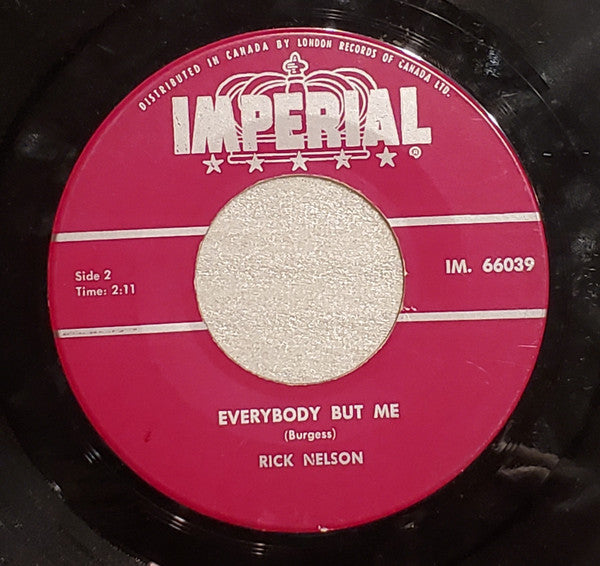 DISTRIBUTED IN CANADA BY LONDON RECORDS OF CANADA LTD.
IMPERIAL ®
Side 2
Time: 2:11
IM. 66039
EVERYBODY BUT ME
(Burgess)
RICK NELSON